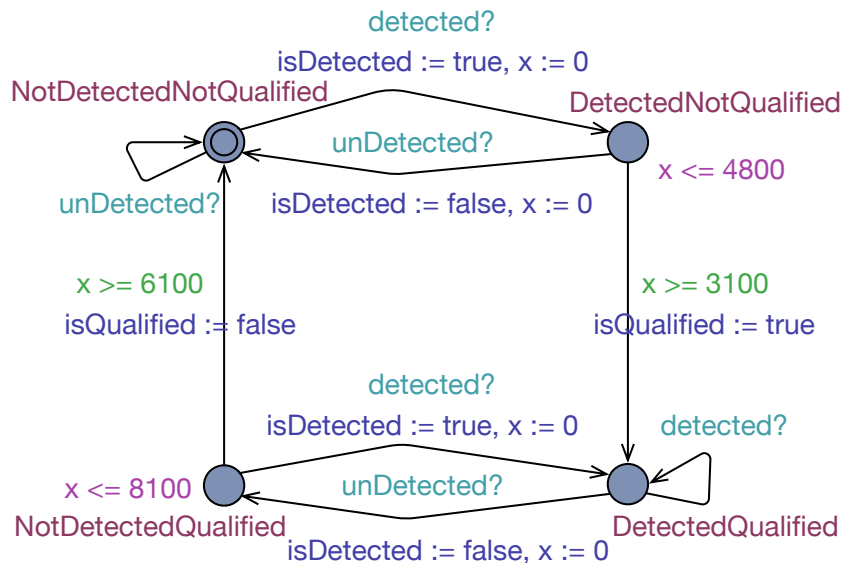 detected?
isDetected := true, x := 0
NotDetectedNotQualified
DetectedNotQualified
unDetected?
x <= 4800
unDetected?
isDetected := false, x := 0
x >= 6100
x >= 3100
isQualified := false
isQualified := true
detected?
isDetected := true, x := 0
detected?
x <= 8100
unDetected?
NotDetectedQualified
DetectedQualified
isDetected := false, x := 0